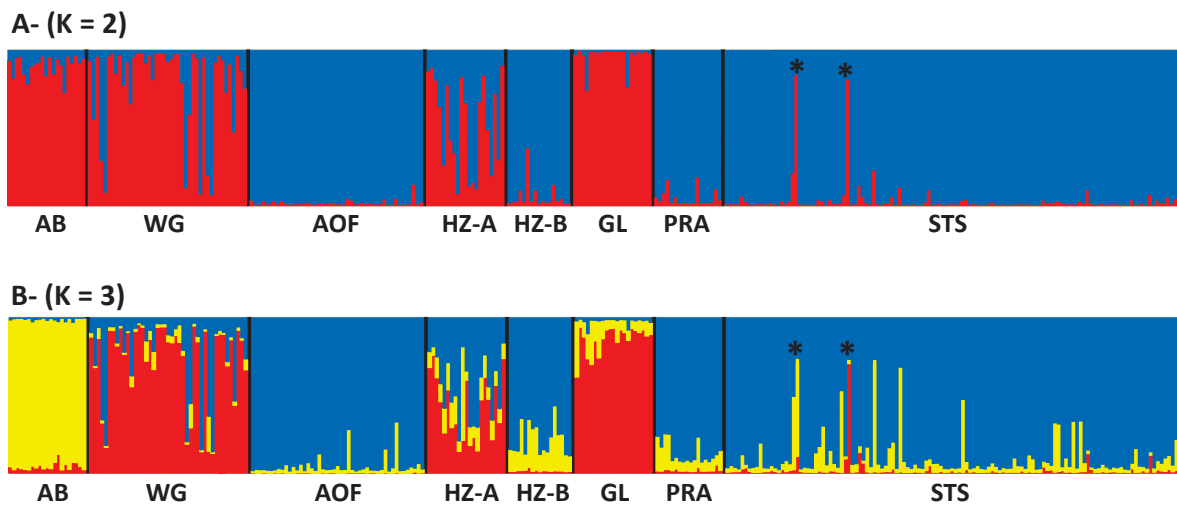 A- (K = 2)
* *
AB WG AOF HZ-A HZ-B GL PRA STS
B- (K = 3)
* *
AB WG AOF HZ-A HZ-B GL PRA STS